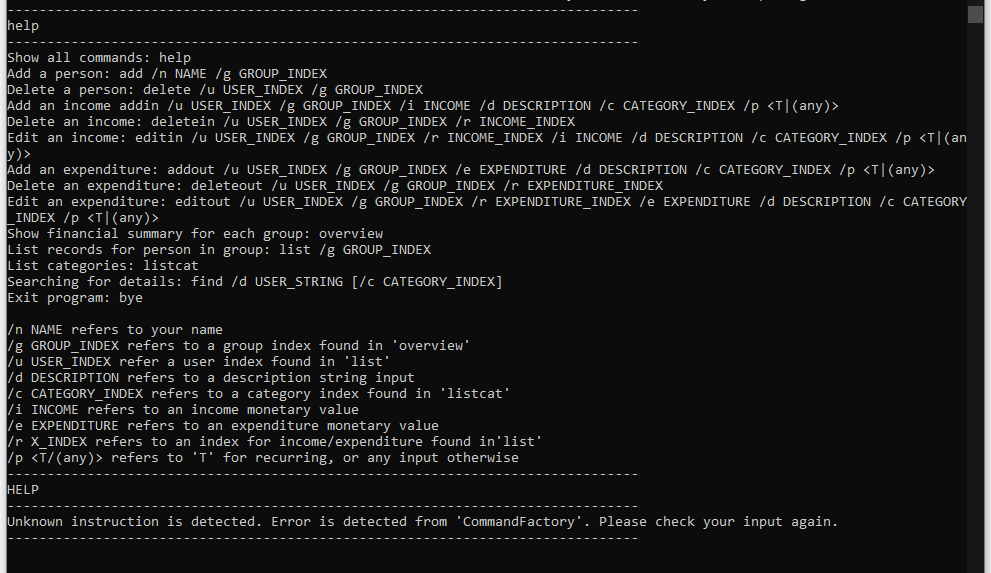 --------------------------------------------------------------------------------
help
--------------------------------------------------------------------------------
Show all commands: help
Add a person: add /n NAME /g GROUP_INDEX
Delete a person: delete /u USER_INDEX /g GROUP_INDEX
Add an income addin /u USER_INDEX /g GROUP_INDEX /i INCOME /d DESCRIPTION /c CATEGORY_INDEX /p <T|(any)>
Delete an income: deletein /u USER_INDEX /g GROUP_INDEX /r INCOME_INDEX
Edit an income: editin /u USER_INDEX /g GROUP_INDEX /r INCOME_INDEX /i INCOME /d DESCRIPTION /c CATEGORY_INDEX /p <T|(an
y)>
Add an expenditure: addout /u USER_INDEX /g GROUP_INDEX /e EXPENDITURE /d DESCRIPTION /c CATEGORY_INDEX /p <T|(any)>
Delete an expenditure: deleteout /u USER_INDEX /g GROUP_INDEX /r EXPENDITURE_INDEX
Edit an expenditure: editout /u USER_INDEX /g GROUP_INDEX /r EXPENDITURE_INDEX /e EXPENDITURE /d DESCRIPTION /c CATEGORY
_INDEX /p <T|(any)>
Show financial summary for each group: overview
List records for person in group: list /g GROUP_INDEX
List categories: listcat
Searching for details: find /d USER_STRING [/c CATEGORY_INDEX]
Exit program: bye

/n NAME refers to your name
/g GROUP_INDEX refers to a group index found in 'overview'
/u USER_INDEX refer a user index found in 'list'
/d DESCRIPTION refers to a description string input
/c CATEGORY_INDEX refers to a category index found in 'listcat'
/i INCOME refers to an income monetary value
/e EXPENDITURE refers to an expenditure monetary value
/r X_INDEX refers to an index for income/expenditure found in'list'
/p <T/(any)> refers to 'T' for recurring, or any input otherwise
--------------------------------------------------------------------------------
HELP
--------------------------------------------------------------------------------
Unknown instruction is detected. Error is detected from 'CommandFactory'. Please check your input again.
--------------------------------------------------------------------------------